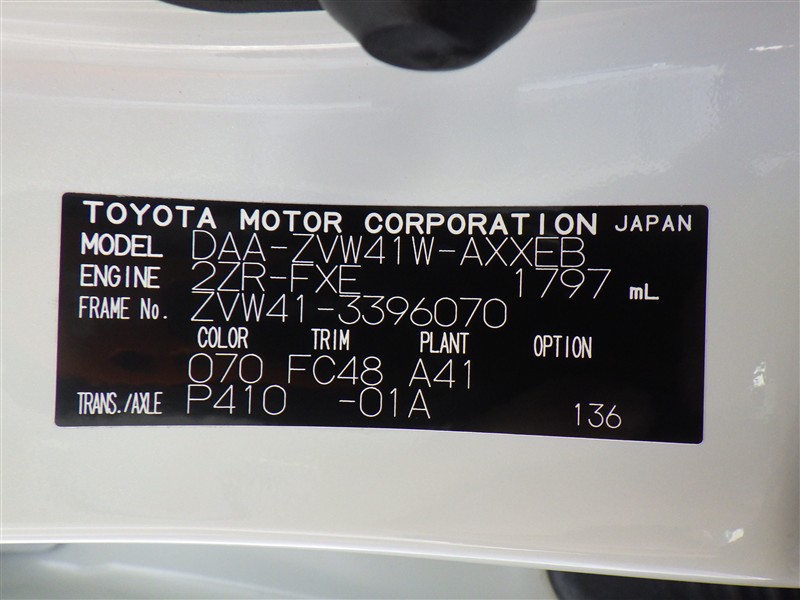 TOYOTA MOTOR CORPORATION JAPAN
MODEL DAA-ZVW41W-AXXEB
ENGINE 2ZR-FXE 1797 mL
FRAME No. ZVW41-3396070
COLOR TRIM PLANT OPTION
070 FC48 A41
TRANS./AXLE P410 -01A 136